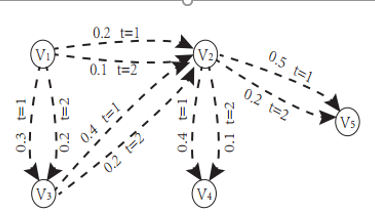 0.2 t=1
V1
V2
0.1 t=2
0.5 t=1
0.2 t=2
V5
0.3 t=1
0.2 t=2
0.4 t=1
0.2 t=2
0.4 t=1
0.1 t=2
V3
V4